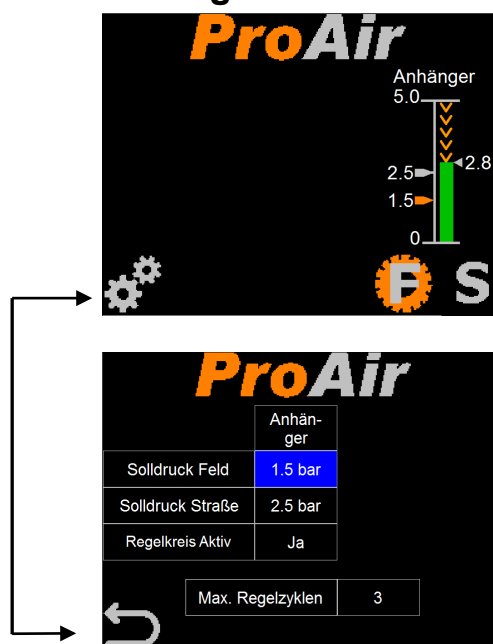 ProAir
Anhänger
5.0
2.8
2.5
1.5
0
F S
ProAir
Anhän-
ger
Solldruck Feld 1.5 bar
Solldruck Straße 2.5 bar
Regelkreis Aktiv Ja
Max. Regelzyklen 3